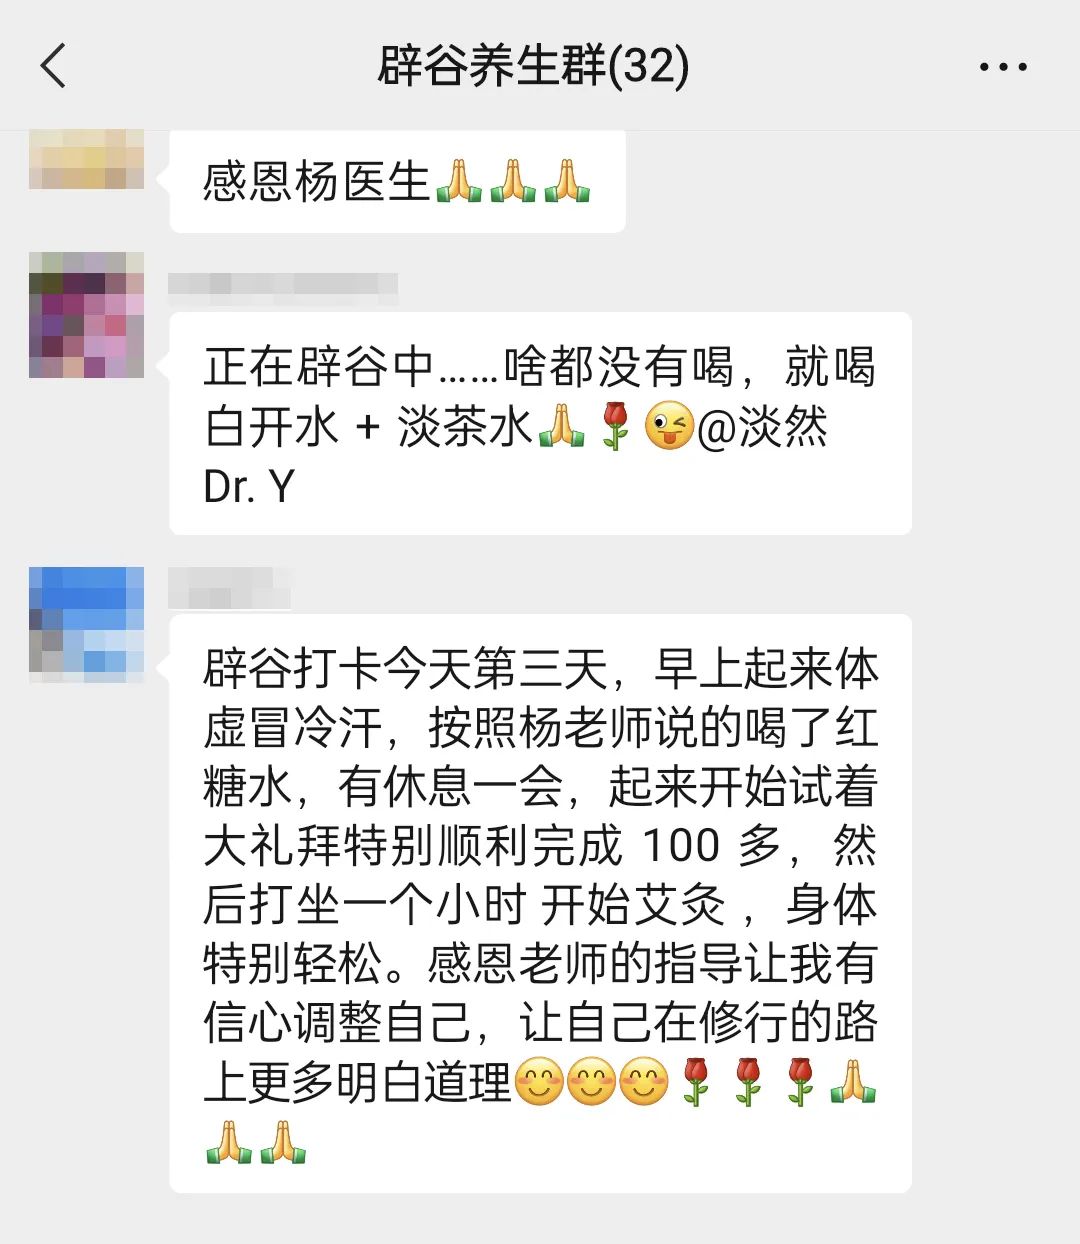 辟谷养生群(32)
感恩杨医生🙏🙏🙏
正在辟谷中……啥都没有喝，就喝
白开水 + 淡茶水🙏🌹😜@淡然
Dr. Y
辟谷打卡今天第三天，早上起来体
虚冒冷汗，按照杨老师说的喝了红
糖水，有休息一会，起来开始试着
大礼拜特别顺利完成 100 多，然
后打坐一个小时 开始艾灸 ，身体
特别轻松。感恩老师的指导让我有
信心调整自己，让自己在修行的路
上更多明白道理😊😊😊🌹🌹🌹🙏
🙏🙏